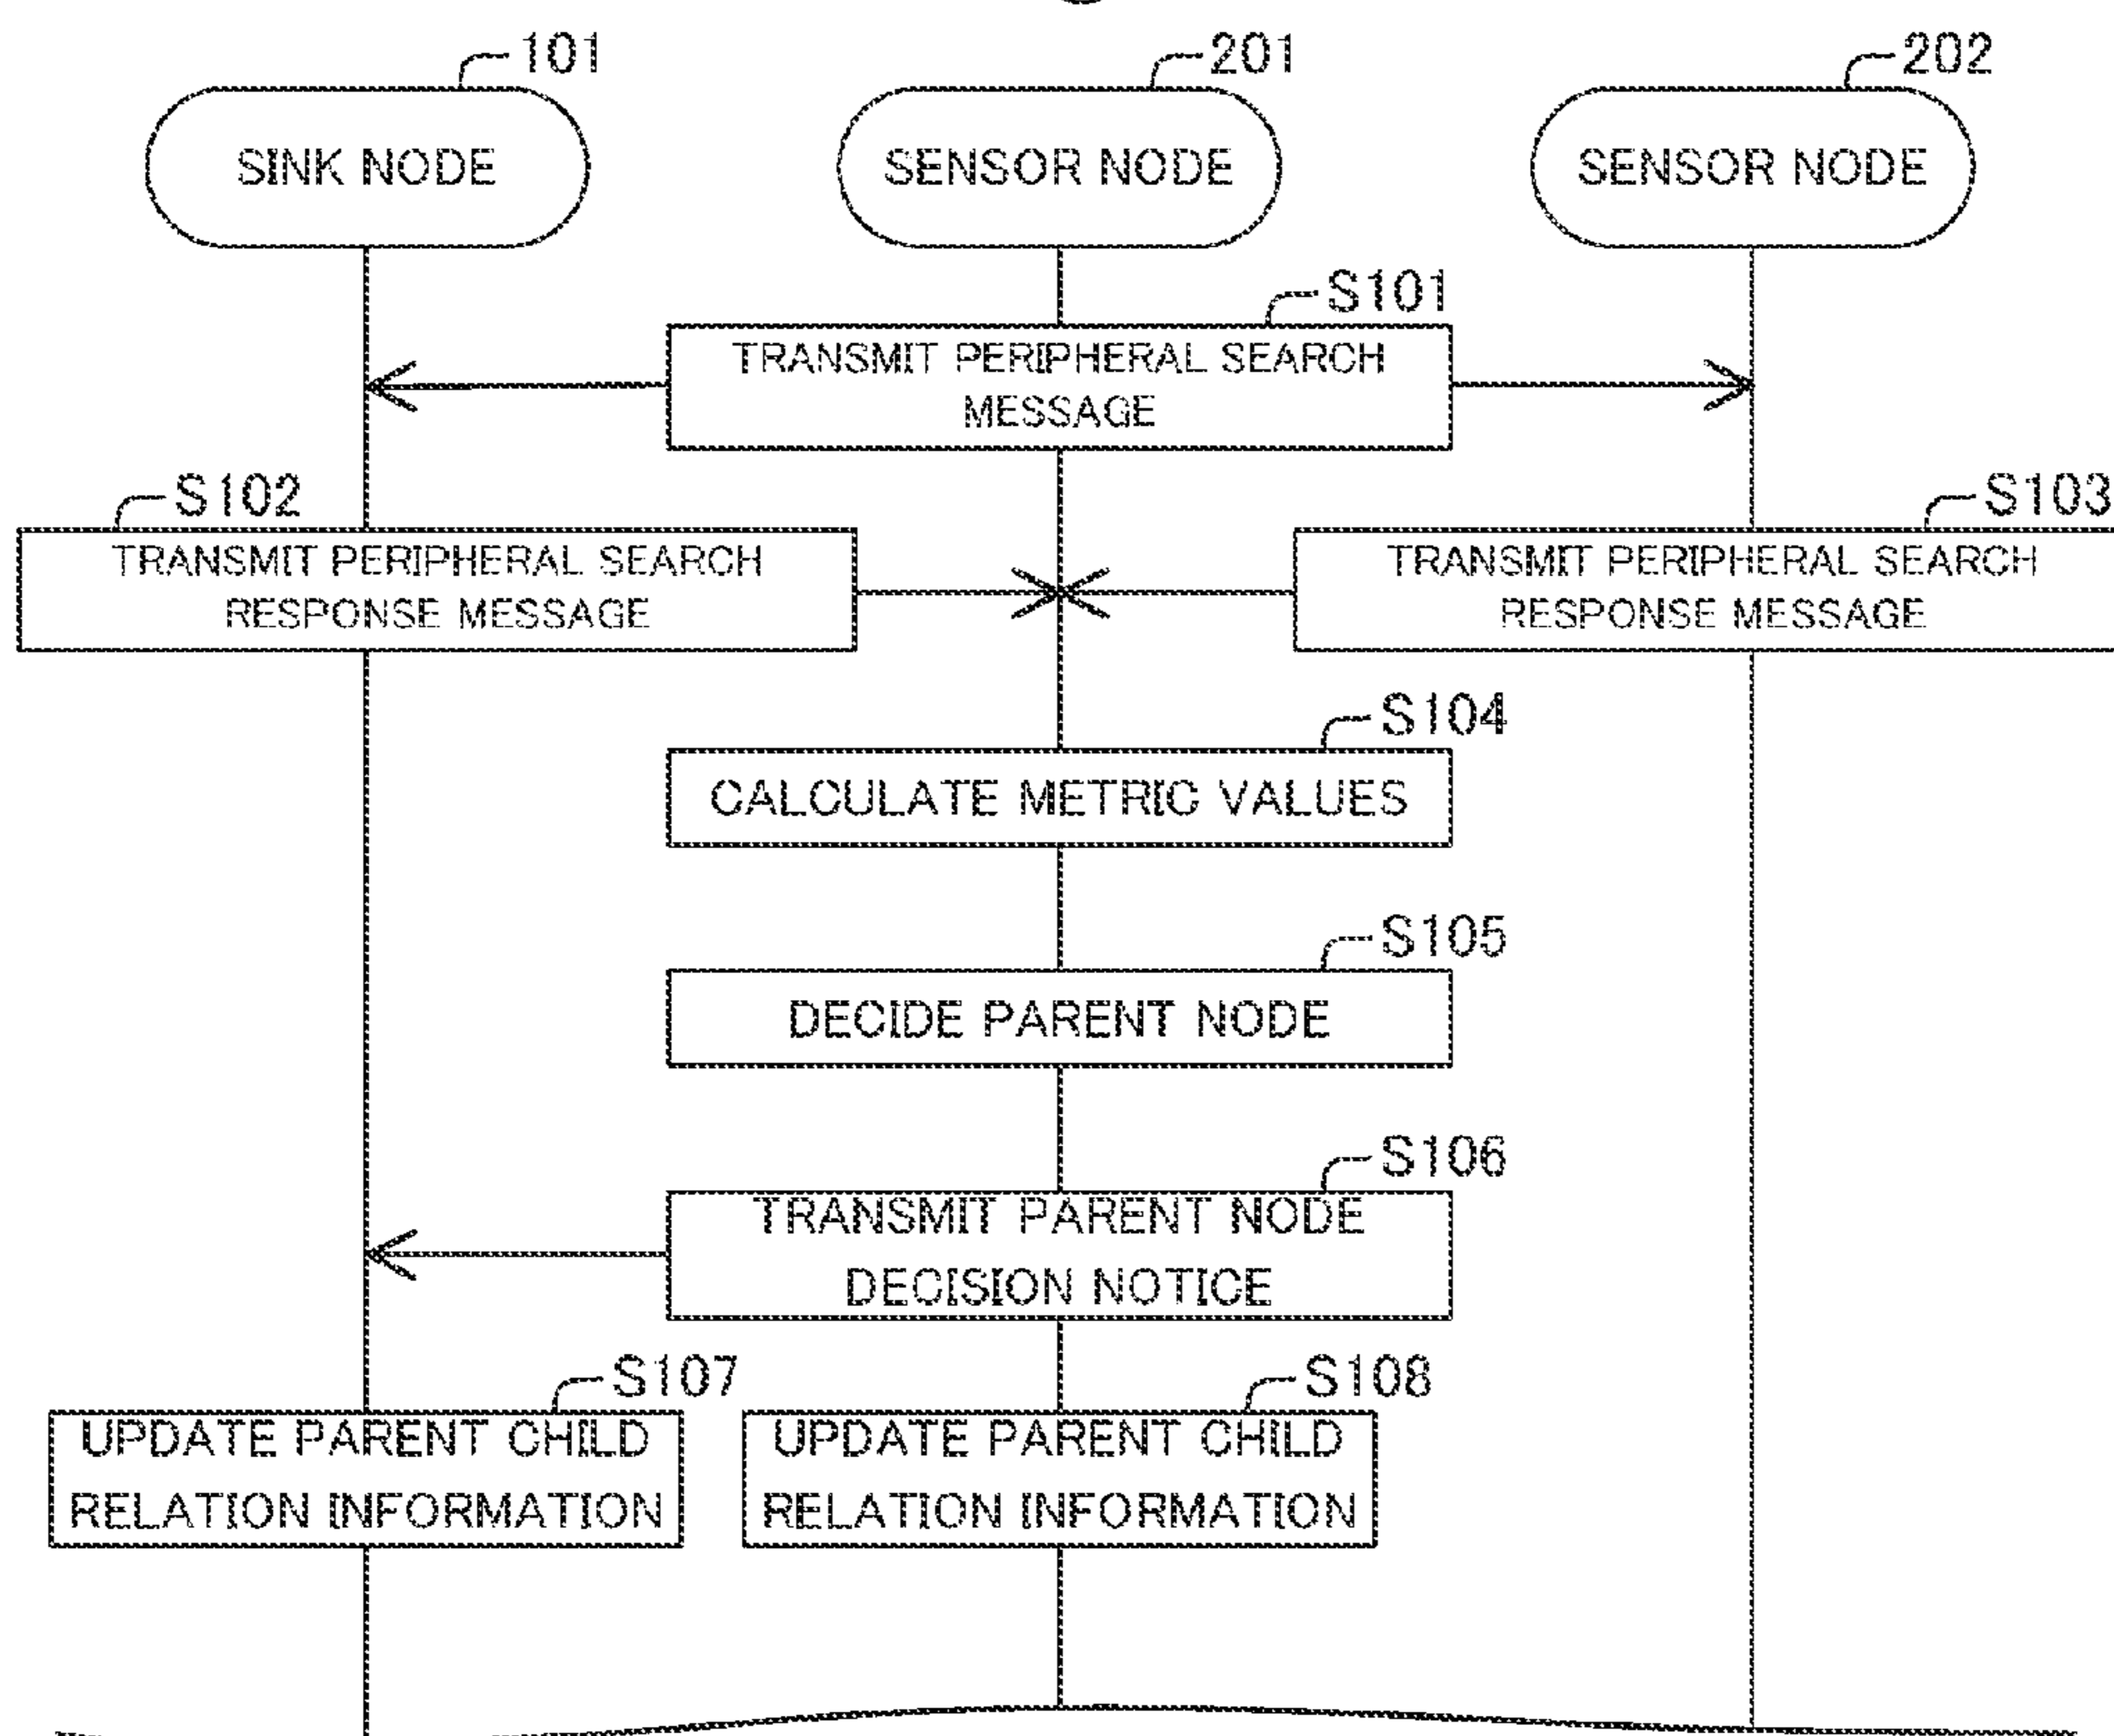 101
201
202
SINK NODE
SENSOR NODE
SENSOR NODE
S101
TRANSMIT PERIPHERAL SEARCH
MESSAGE
S102
S103
TRANSMIT PERIPHERAL SEARCH
RESPONSE MESSAGE
TRANSMIT PERIPHERAL SEARCH
RESPONSE MESSAGE
S104
CALCULATE METRIC VALUES
S105
DECIDE PARENT NODE
S106
TRANSMIT PARENT NODE
DECISION NOTICE
S107
S108
UPDATE PARENT CHILD
RELATION INFORMATION
UPDATE PARENT CHILD
RELATION INFORMATION